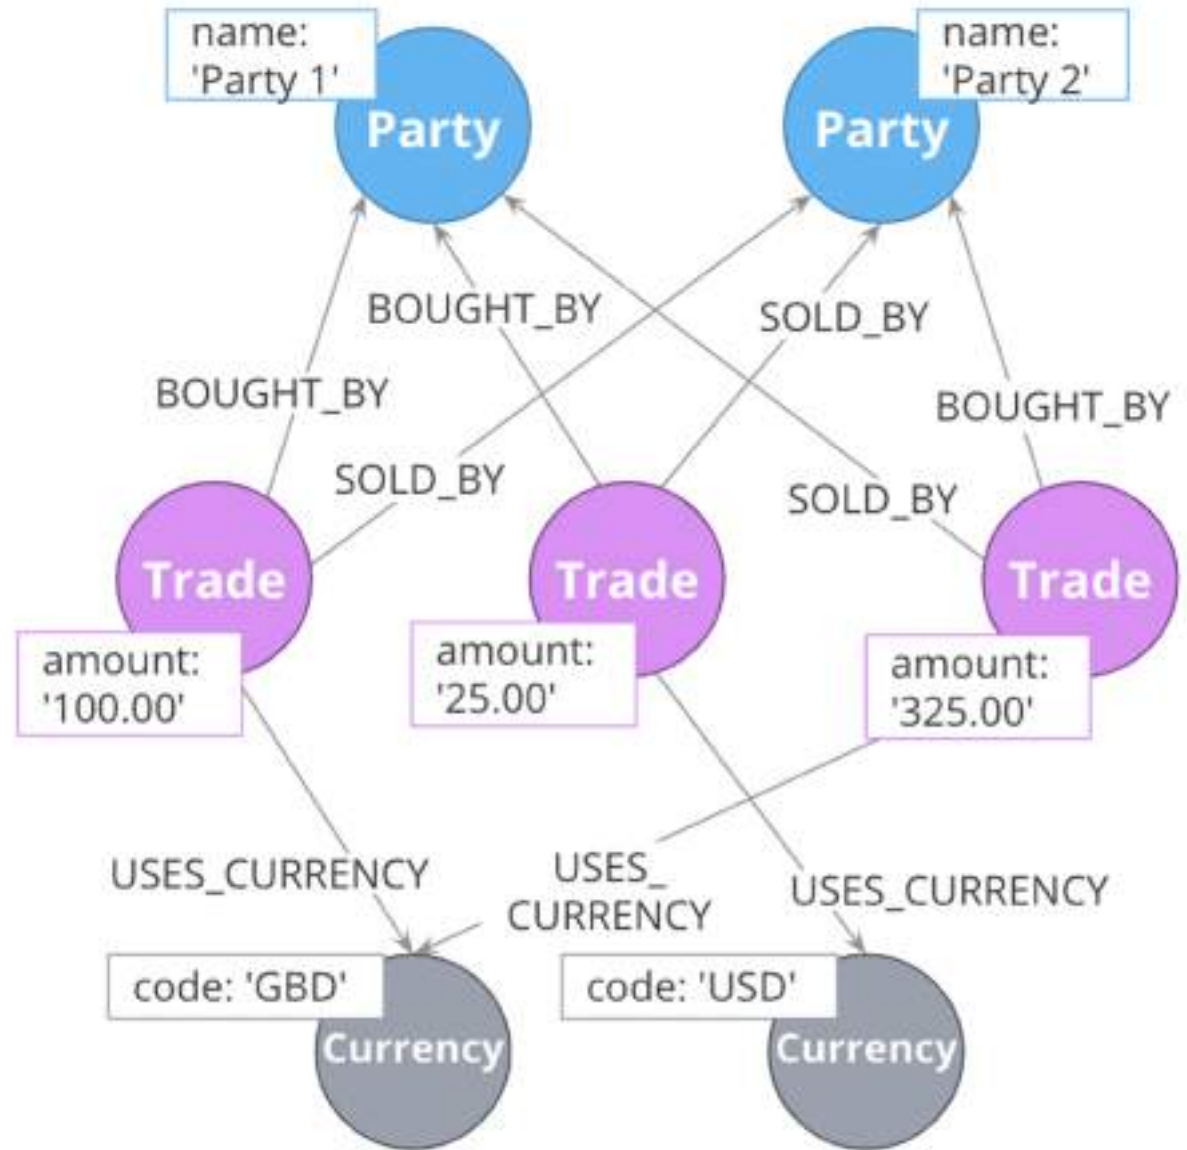 name:
'Party 1'
Party
name:
'Party 2'
Party
BOUGHT_BY
SOLD_BY
BOUGHT_BY
BOUGHT_BY
SOLD_BY
SOLD_BY
Trade
Trade
Trade
amount:
'100.00'
amount:
'25.00'
amount:
'325.00'
USES_CURRENCY
USES_
CURRENCY
USES_CURRENCY
code: 'GBD'
Currency
code: 'USD'
Currency